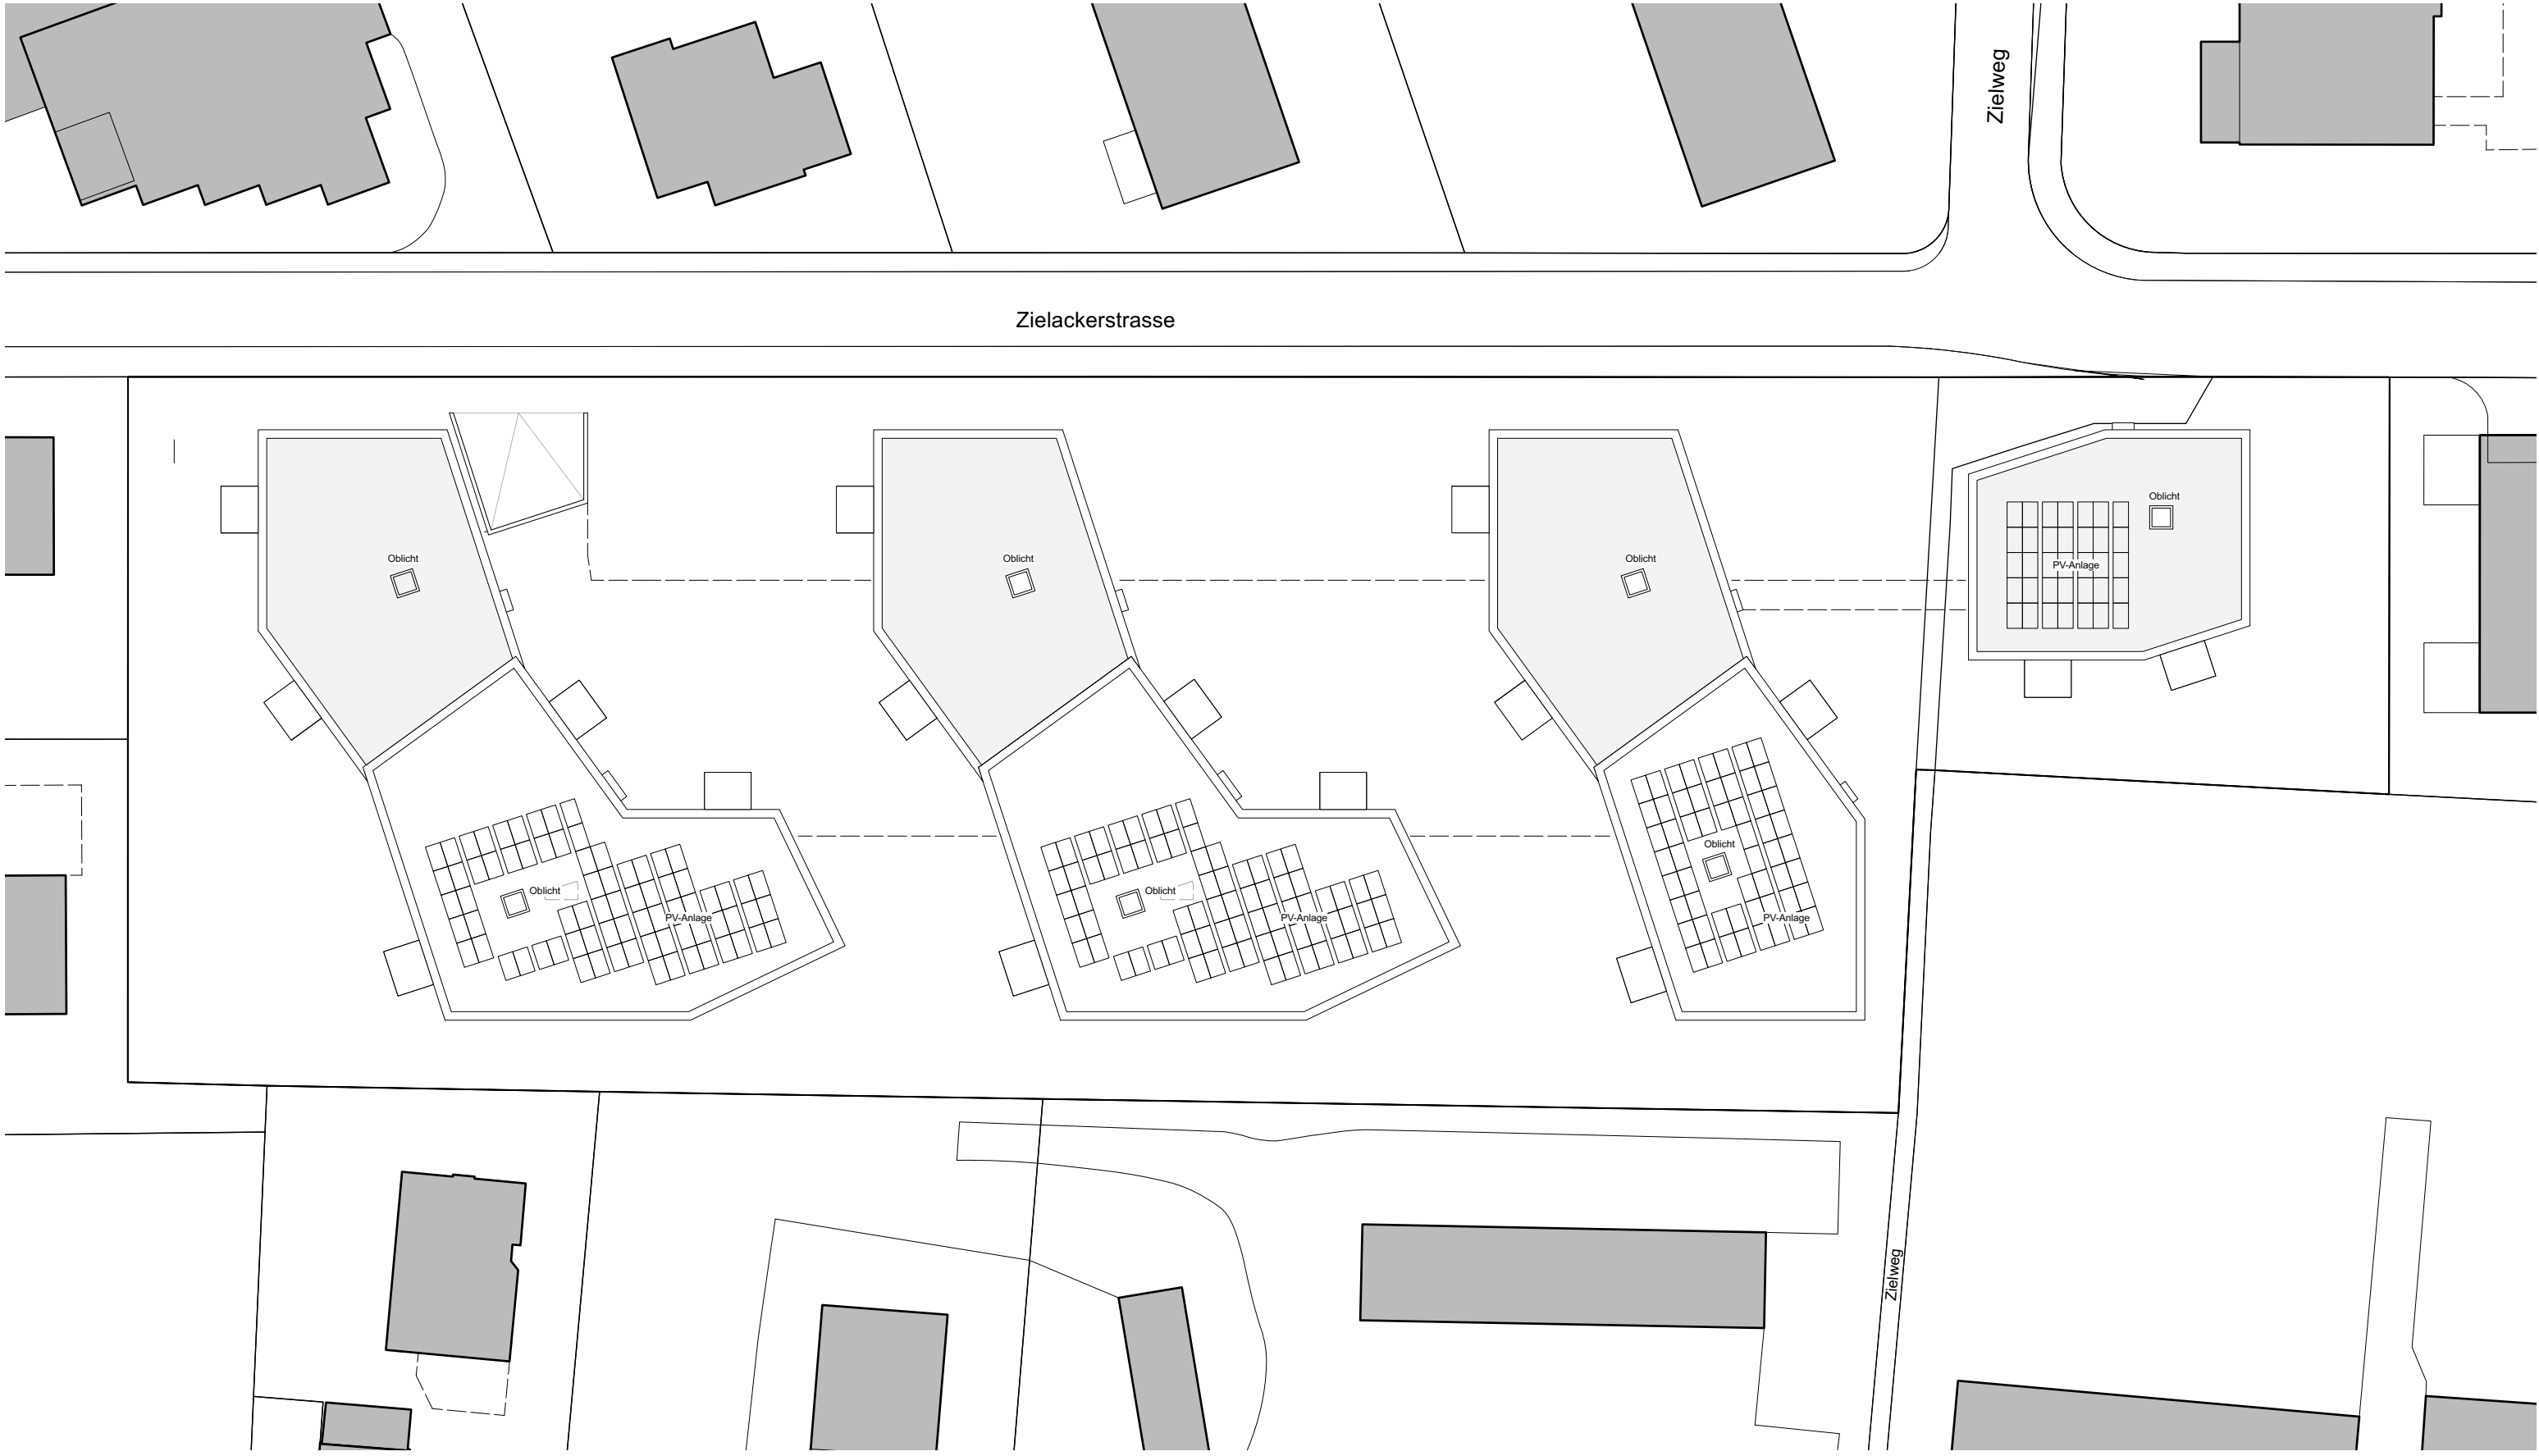 Zielweg
Zielackerstrasse
Oblicht
PV-Anlage
Oblicht
Oblicht
Oblicht
Oblicht
PV-Anlage
Oblicht
PV-Anlage
Oblicht
PV-Anlage
Zielweg